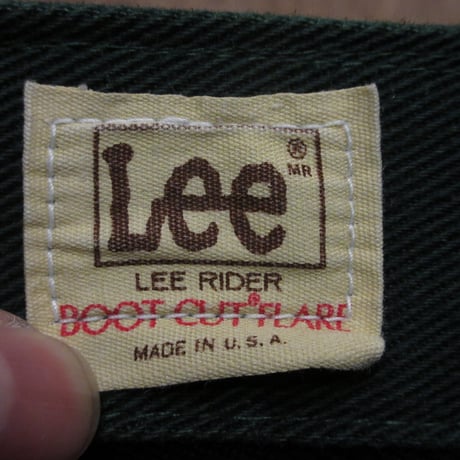 Lee ®
MR
LEE RIDER
BOOT CUT® FLARE
MADE IN U.S.A.